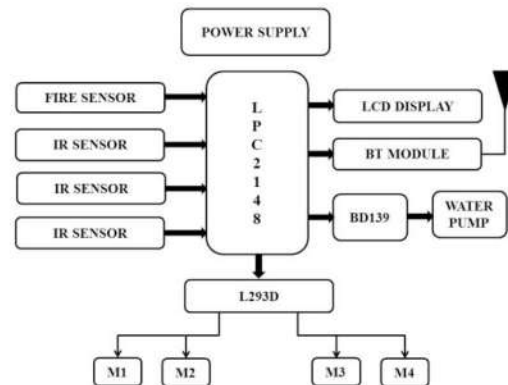 POWER SUPPLY
FIRE SENSOR
IR SENSOR
IR SENSOR
IR SENSOR
L
P
C
2
1
4
8
LCD DISPLAY
BT MODULE
BD139
WATER
PUMP
L293D
M1
M2
M3
M4